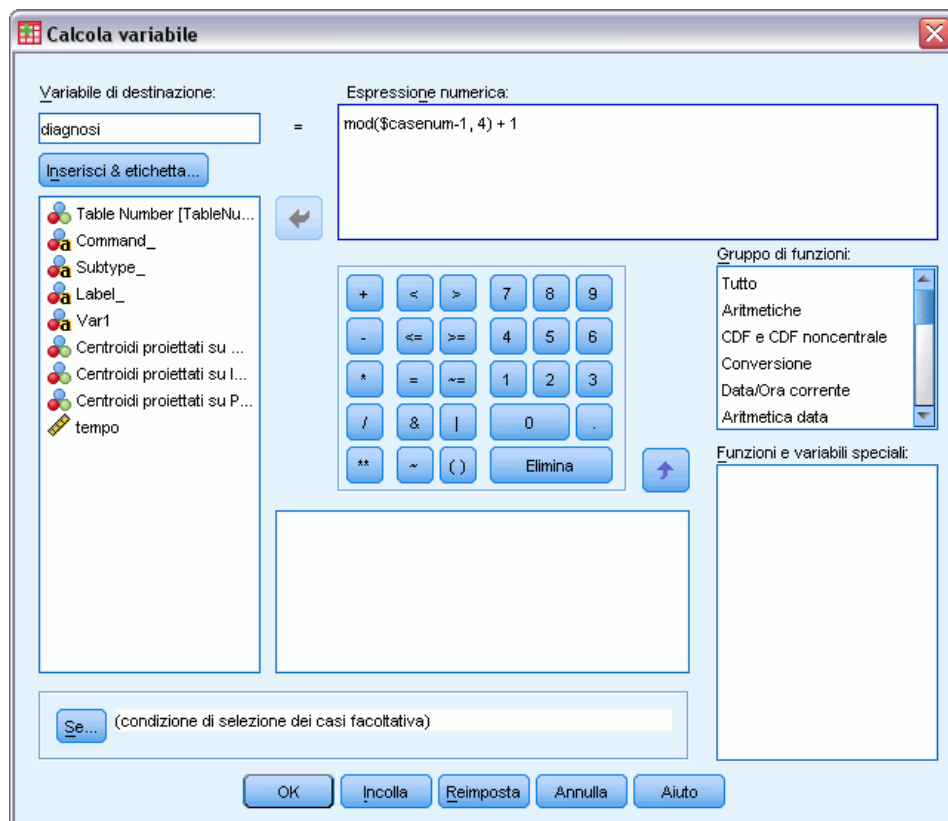 Calcola variabile
Variabile di destinazione:
diagnosi
Inserisci & etichetta...
=
Espressione numerica:
mod($casenum-1, 4) + 1
Table Number [TableNu...
Command_
Subtype_
Label_
Var1
Centroidi proiettati su ...
Centroidi proiettati su I...
Centroidi proiettati su P...
tempo
+ < > 7 8 9
- <= >= 4 5 6
* = ~= 1 2 3
/ & | 0 .
** ~ ( ) Elimina
Gruppo di funzioni:
Tutto
Aritmetiche
CDF e CDF noncentrale
Conversione
Data/Ora corrente
Aritmetica data
Funzioni e variabili speciali:
Se... (condizione di selezione dei casi facoltativa)
OK Incolla Reimposta Annulla Aiuto